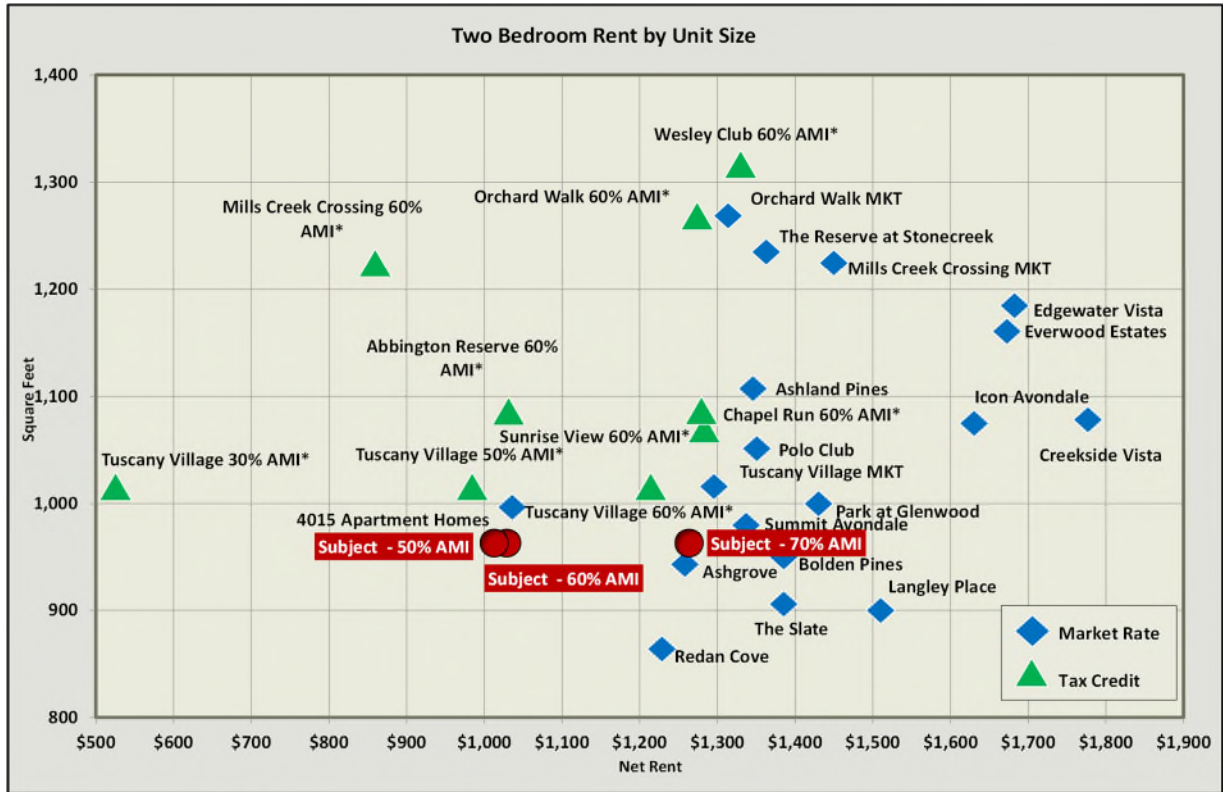 Two Bedroom Rent by Unit Size
1,400
Wesley Club 60% AMI*
1,300
Orchard Walk 60% AMI*
Orchard Walk MKT
Mills Creek Crossing 60%
AMI*
The Reserve at Stonecreek
Mills Creek Crossing MKT
1,200
Edgewater Vista
Everwood Estates
Abbington Reserve 60%
AMI*
1,100
Ashland Pines
Icon Avondale
Chapel Run 60% AMI*
Sunrise View 60% AMI*
Polo Club
Creekside Vista
Tuscany Village 30% AMI*
Tuscany Village 50% AMI*
Tuscany Village MKT
1,000
4015 Apartment Homes
Tuscany Village 60% AMI*
Park at Glenwood
Summit Avondale
Subject - 50% AMI
Subject - 70% AMI
Subject - 60% AMI
Ashgrove
Bolden Pines
Langley Place
900
The Slate
Redan Cove
Market Rate
Tax Credit
800
Square Feet
$500 $600 $700 $800 $900 $1,000 $1,100 $1,200 $1,300 $1,400 $1,500 $1,600 $1,700 $1,800 $1,900
Net Rent